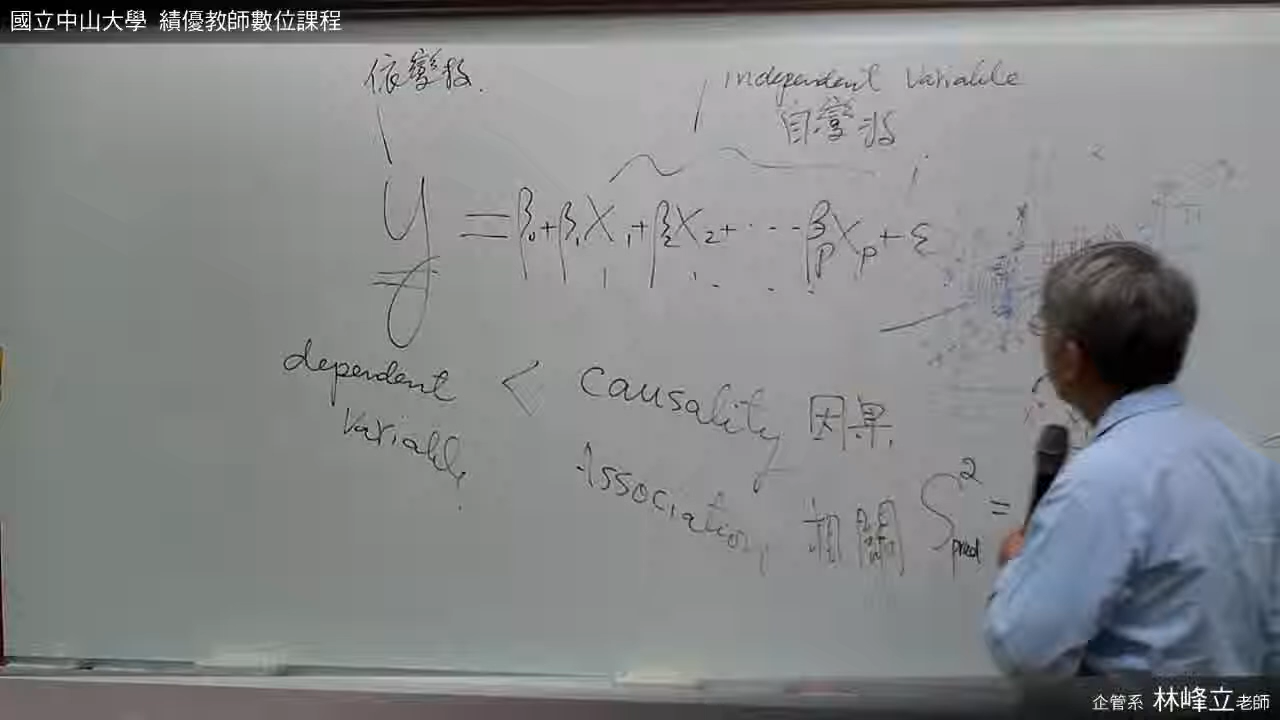 國立中山大學 績優教師數位課程
依變数.
independent variable
自變数
y = β₀+β₁X₁+β₂X₂+ ··· βpXp+ ε
dependent < causality 因果
variable
Association, 相關 S²pred =
企管系 林峰立老師